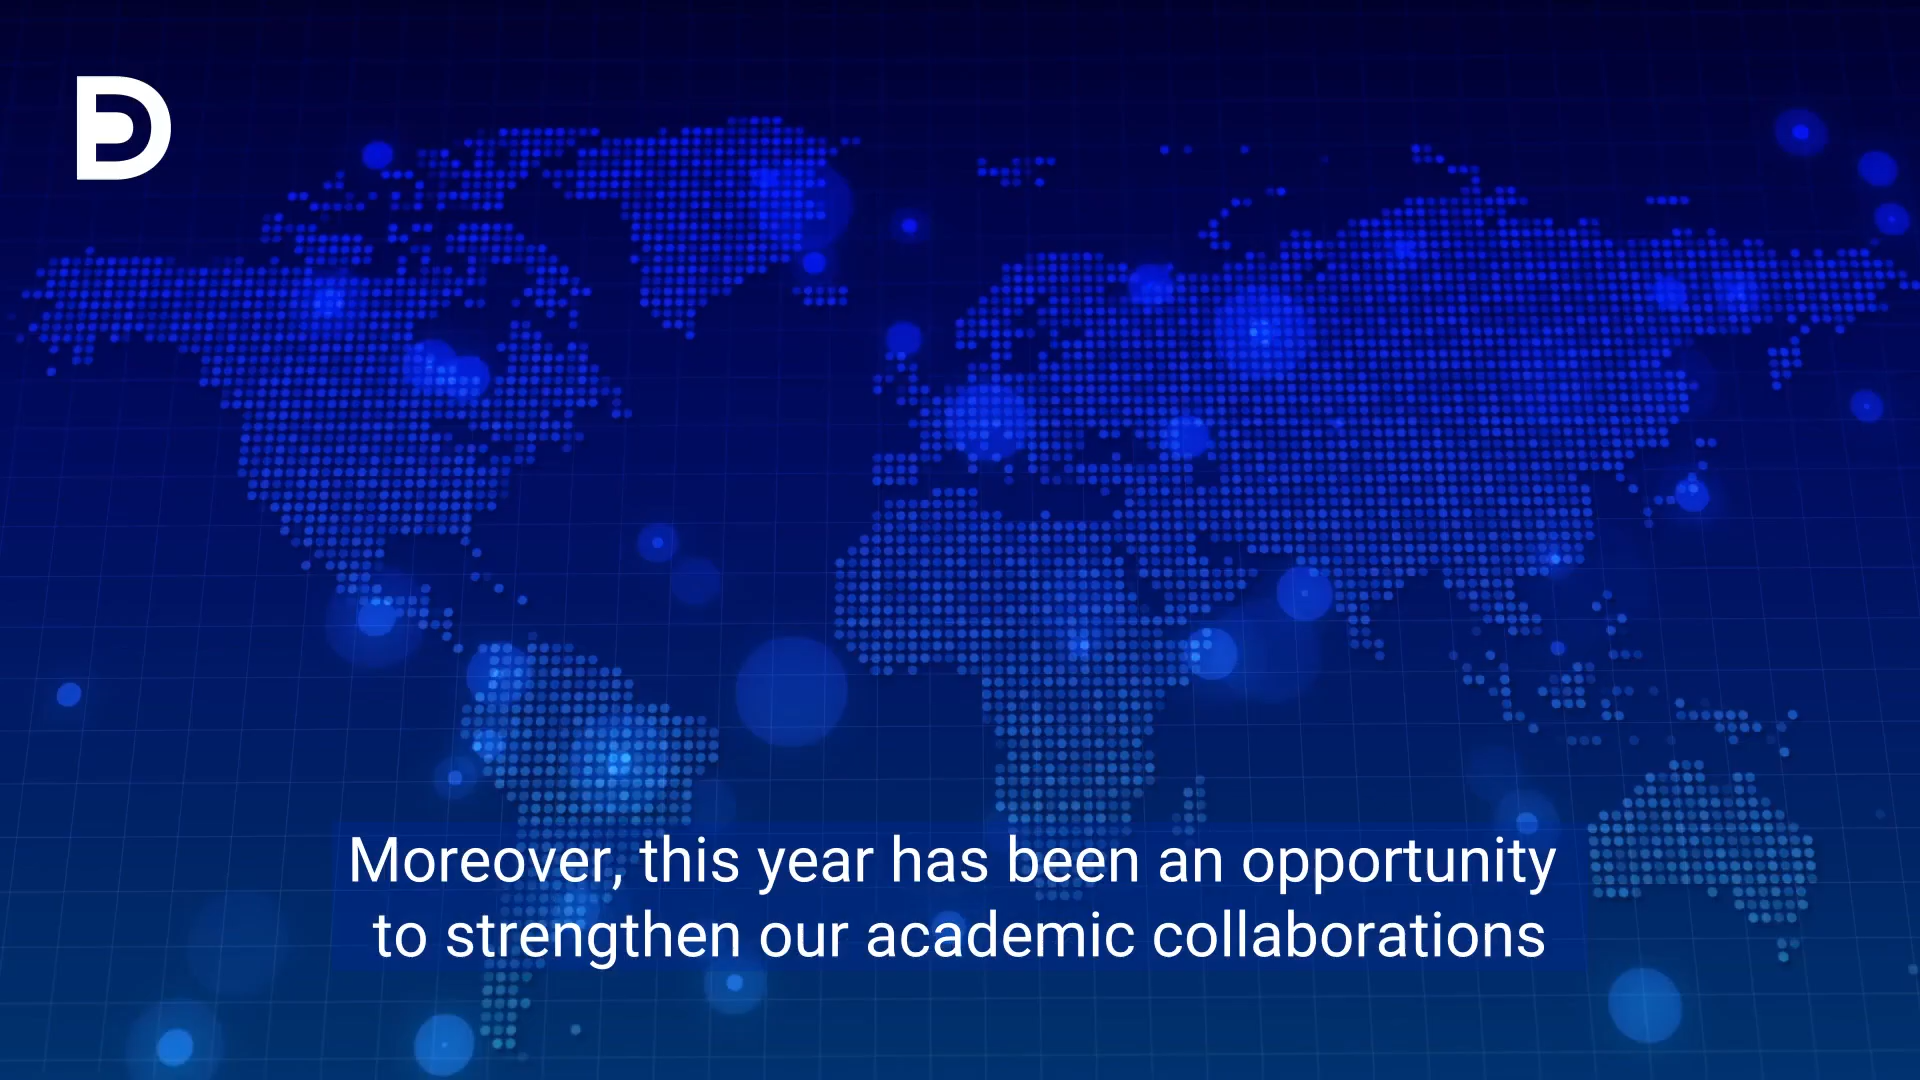 D
Moreover, this year has been an opportunity
to strengthen our academic collaborations